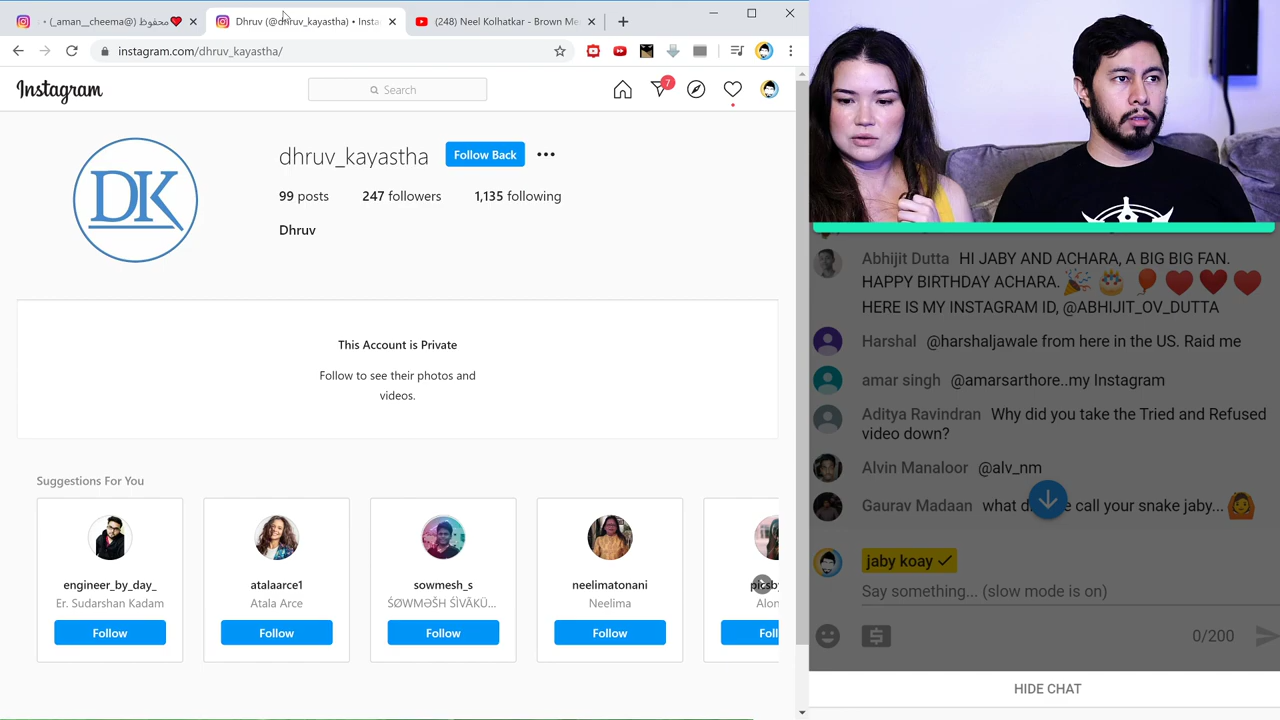 محفوظ (@_aman__cheema) •
Dhruv (@dhruv_kayastha) • Insta
(248) Neel Kolhatkar - Brown Me
instagram.com/dhruv_kayastha/
Instagram
Search
7
DK
dhruv_kayastha
Follow Back
99 posts
247 followers
1,135 following
Dhruv
This Account is Private
Follow to see their photos and
videos.
Suggestions For You
engineer_by_day_
Er. Sudarshan Kadam
Follow
atalaarce1
Atala Arce
Follow
sowmesh_s
Follow
neelimatonani
Neelima
Follow
picsby
Alon
Foll
Abhijit Dutta HI JABY AND ACHARA, A BIG BIG FAN.
HAPPY BIRTHDAY ACHARA. 🎉 🎂 🎈 ♥️ ♥️ ♥️
HERE IS MY INSTAGRAM ID, @ABHIJIT_OV_DUTTA
Harshal @harshaljawale from here in the US. Raid me
amar singh @amarsarthore..my Instagram
Aditya Ravindran Why did you take the Tried and Refused
video down?
Alvin Manaloor @alv_nm
Gaurav Madaan what d e call your snake jaby...🙆
jaby koay ✓
Say something... (slow mode is on)
0/200
HIDE CHAT